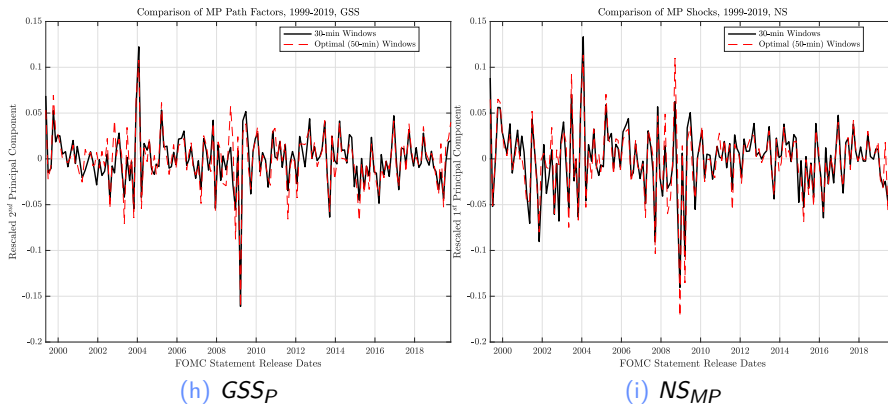 Comparison of MP Path Factors, 1999-2019, GSS
30-min Windows
Optimal (50-min) Windows
Rescaled 2nd Principal Component
0.15
0.1
0.05
0
-0.05
-0.1
-0.15
-0.2
2000 2002 2004 2006 2008 2010 2012 2014 2016 2018
FOMC Statement Release Dates
(h) GSSP
Comparison of MP Shocks, 1999-2019, NS
30-min Windows
Optimal (50-min) Windows
Rescaled 1st Principal Component
0.15
0.1
0.05
0
-0.05
-0.1
-0.15
-0.2
2000 2002 2004 2006 2008 2010 2012 2014 2016 2018
FOMC Statement Release Dates
(i) NSMP